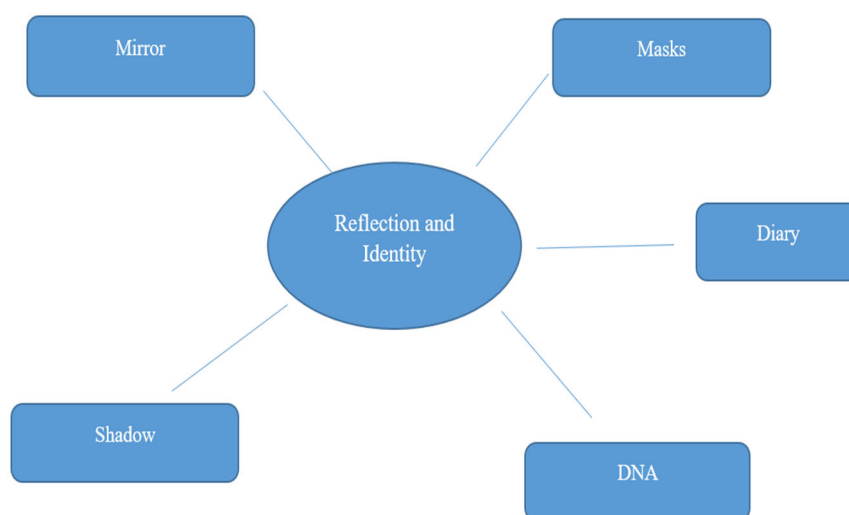 Mirror
Masks
Reflection and
Identity
Diary
Shadow
DNA